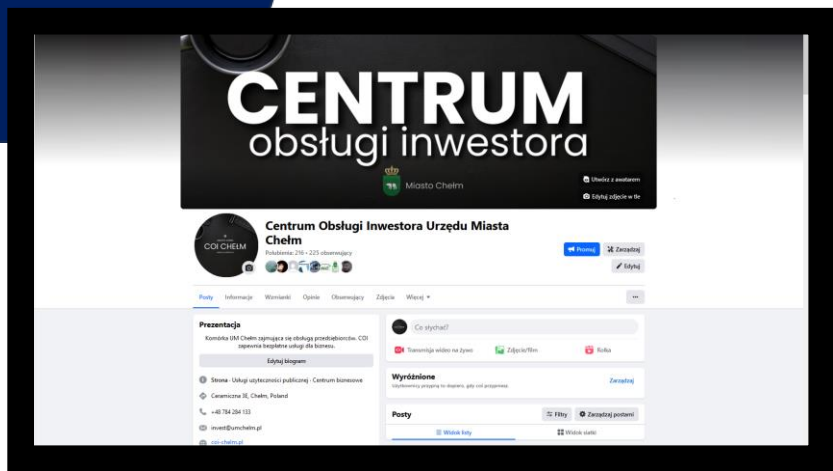 CENTRUM
obsługi inwestora
Miasto Chełm
Utwórz z awatarem
Edytuj zdjęcie w tle
COI CHEŁM
Centrum Obsługi Inwestora Urzędu Miasta
Chełm
Polubienia: 216 • 223 obserwujący
Promuj
Zarządzaj
Edytuj
Posty Informacje Wzmianki Opinie Obserwujący Zdjęcia Więcej
Prezentacja
Komórka UM Chełm zajmująca się obsługą przedsiębiorców. COI
zapewnia bezpłatne usługi dla biznesu.
Edytuj biogram
Strona · Usługi użyteczności publicznej · Centrum biznesowe
Ceramiczna 3E, Chełm, Poland
+48 784 284 133
invest@umchelm.pl
coi-chelm.pl
Co słychać?
Transmisja wideo na żywo
Zdjęcie/film
Rolka
Wyróżnione
Zarządzaj
Posty
Filtry
Zarządzaj postami
Widok listy
Widok siatki